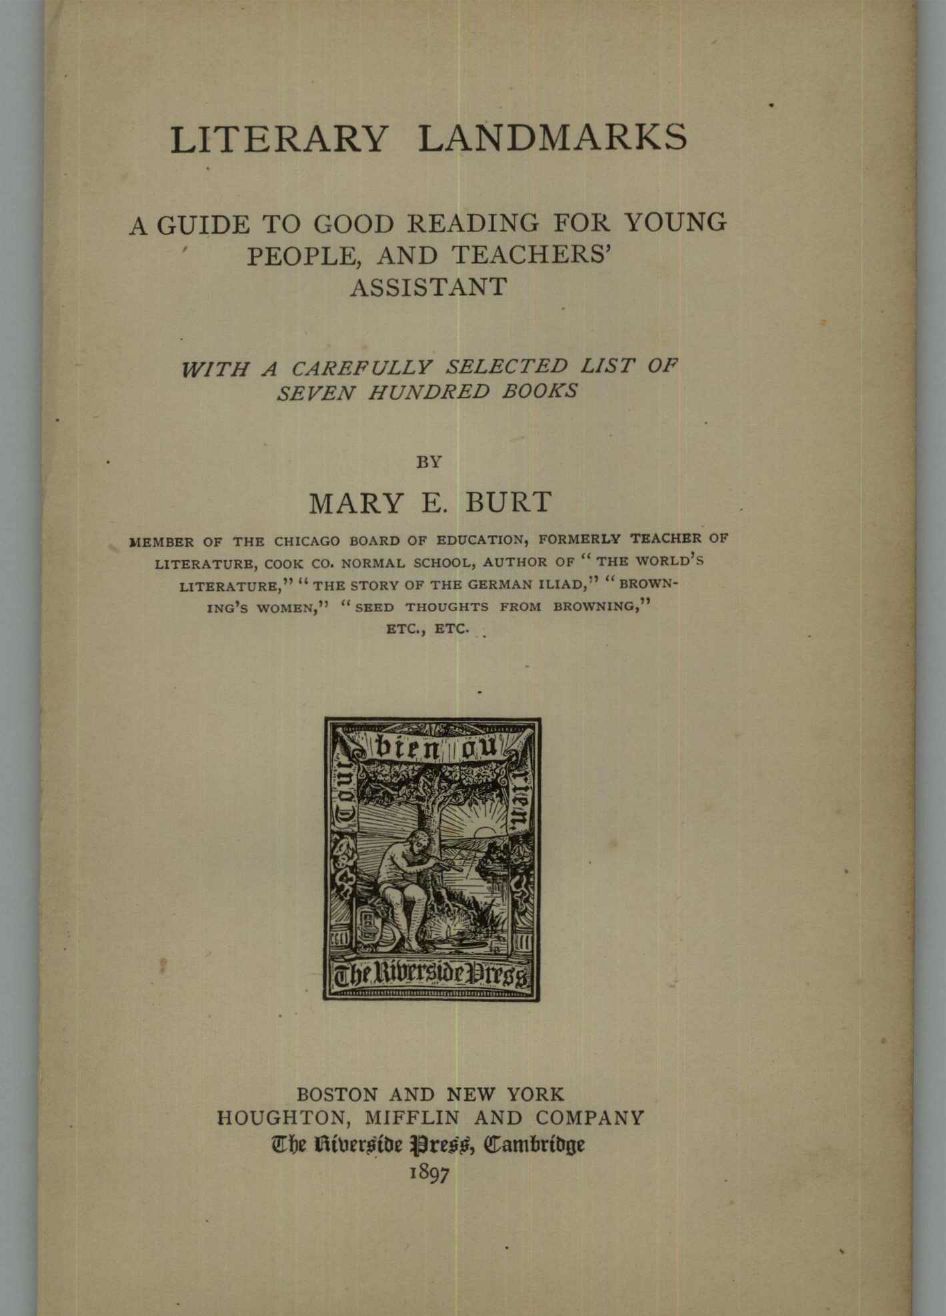 LITERARY LANDMARKS
A GUIDE TO GOOD READING FOR YOUNG
PEOPLE, AND TEACHERS'
ASSISTANT
WITH A CAREFULLY SELECTED LIST OF
SEVEN HUNDRED BOOKS
BY
MARY E. BURT
MEMBER OF THE CHICAGO BOARD OF EDUCATION, FORMERLY TEACHER OF
LITERATURE, COOK CO. NORMAL SCHOOL, AUTHOR OF "THE WORLD'S
LITERATURE," "THE STORY OF THE GERMAN ILIAD," "BROWN-
ING'S WOMEN," "SEED THOUGHTS FROM BROWNING,"
ETC., ETC.
Tout bien ou rien.
The Riverside Press
BOSTON AND NEW YORK
HOUGHTON, MIFFLIN AND COMPANY
The Riverside Press, Cambridge
1897